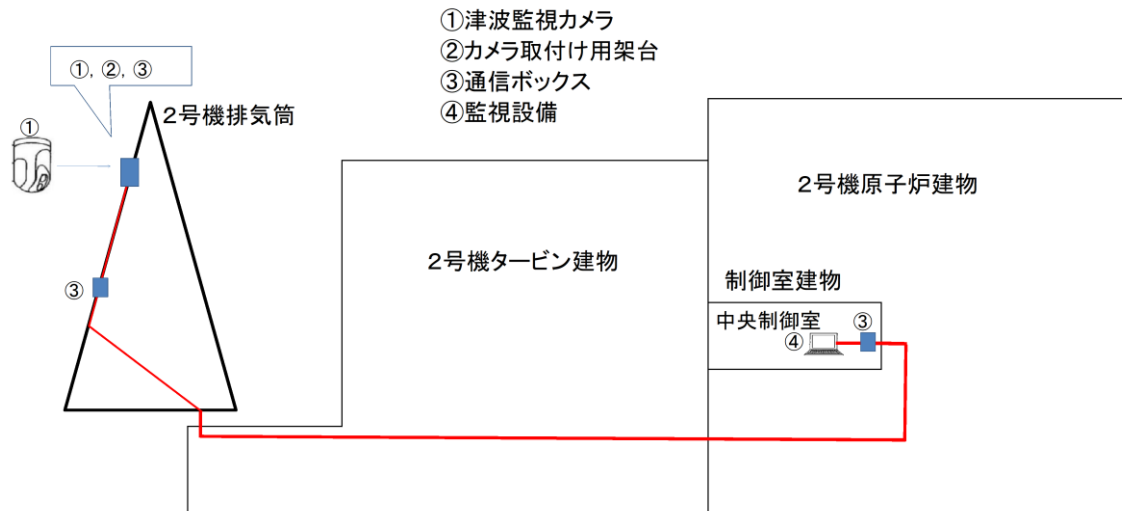 ①津波監視カメラ
②カメラ取付け用架台
③通信ボックス
④監視設備
①, ②, ③
2号機排気筒
①
③
2号機タービン建物
2号機原子炉建物
制御室建物
中央制御室
③
④